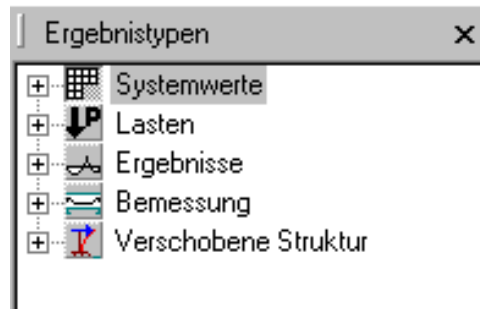 Ergebnistypen
Systemwerte
P Lasten
Ergebnisse
Bemessung
Verschobene Struktur